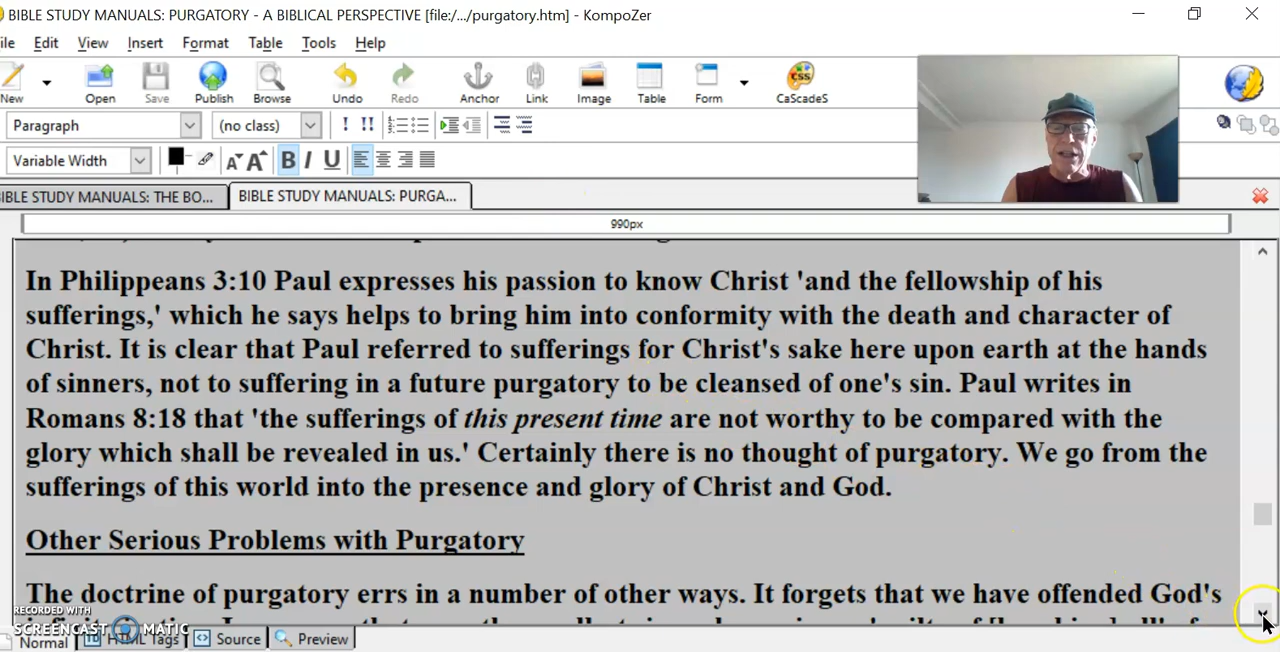 BIBLE STUDY MANUALS: PURGATORY - A BIBLICAL PERSPECTIVE [file:/.../purgatory.htm] - KompoZer
ile Edit View Insert Format Table Tools Help
New Open Save Publish Browse Undo Redo Anchor Link Image Table Form CaScadeS
Paragraph (no class) ! !!
Variable Width A A B I U
IBLE STUDY MANUALS: THE BO... BIBLE STUDY MANUALS: PURGA...
990px
In Philippeans 3:10 Paul expresses his passion to know Christ 'and the fellowship of his
sufferings,' which he says helps to bring him into conformity with the death and character of
Christ. It is clear that Paul referred to sufferings for Christ's sake here upon earth at the hands
of sinners, not to suffering in a future purgatory to be cleansed of one's sin. Paul writes in
Romans 8:18 that 'the sufferings of this present time are not worthy to be compared with the
glory which shall be revealed in us.' Certainly there is no thought of purgatory. We go from the
sufferings of this world into the presence and glory of Christ and God.
Other Serious Problems with Purgatory
The doctrine of purgatory errs in a number of other ways. It forgets that we have offended God's
RECORDED WITH
SCREENCAST MATIC
Normal HTML Tags Source Preview